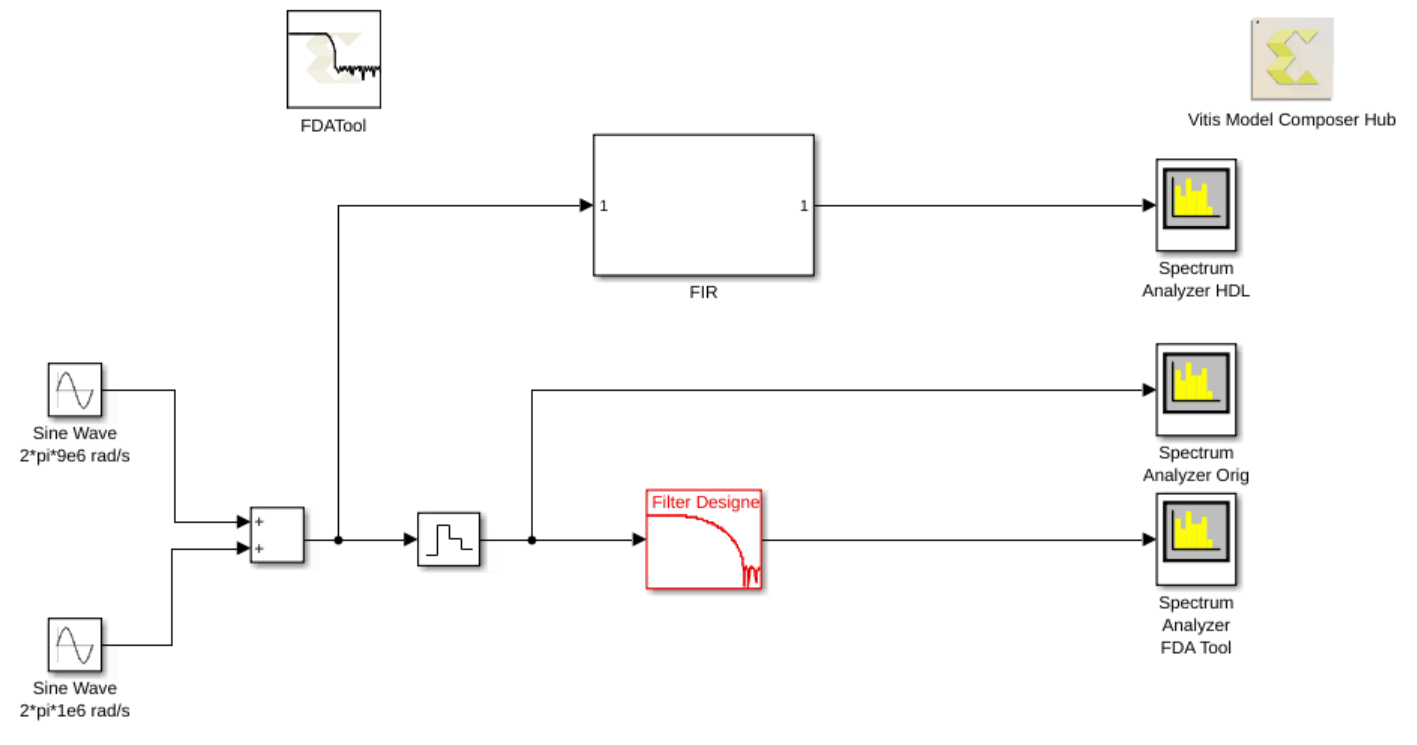 FDATool
Vitis Model Composer Hub
1
1
FIR
Spectrum
Analyzer HDL
Sine Wave
2*pi*9e6 rad/s
Spectrum
Analyzer Orig
+
+
Filter Designe
Spectrum
Analyzer
FDA Tool
Sine Wave
2*pi*1e6 rad/s